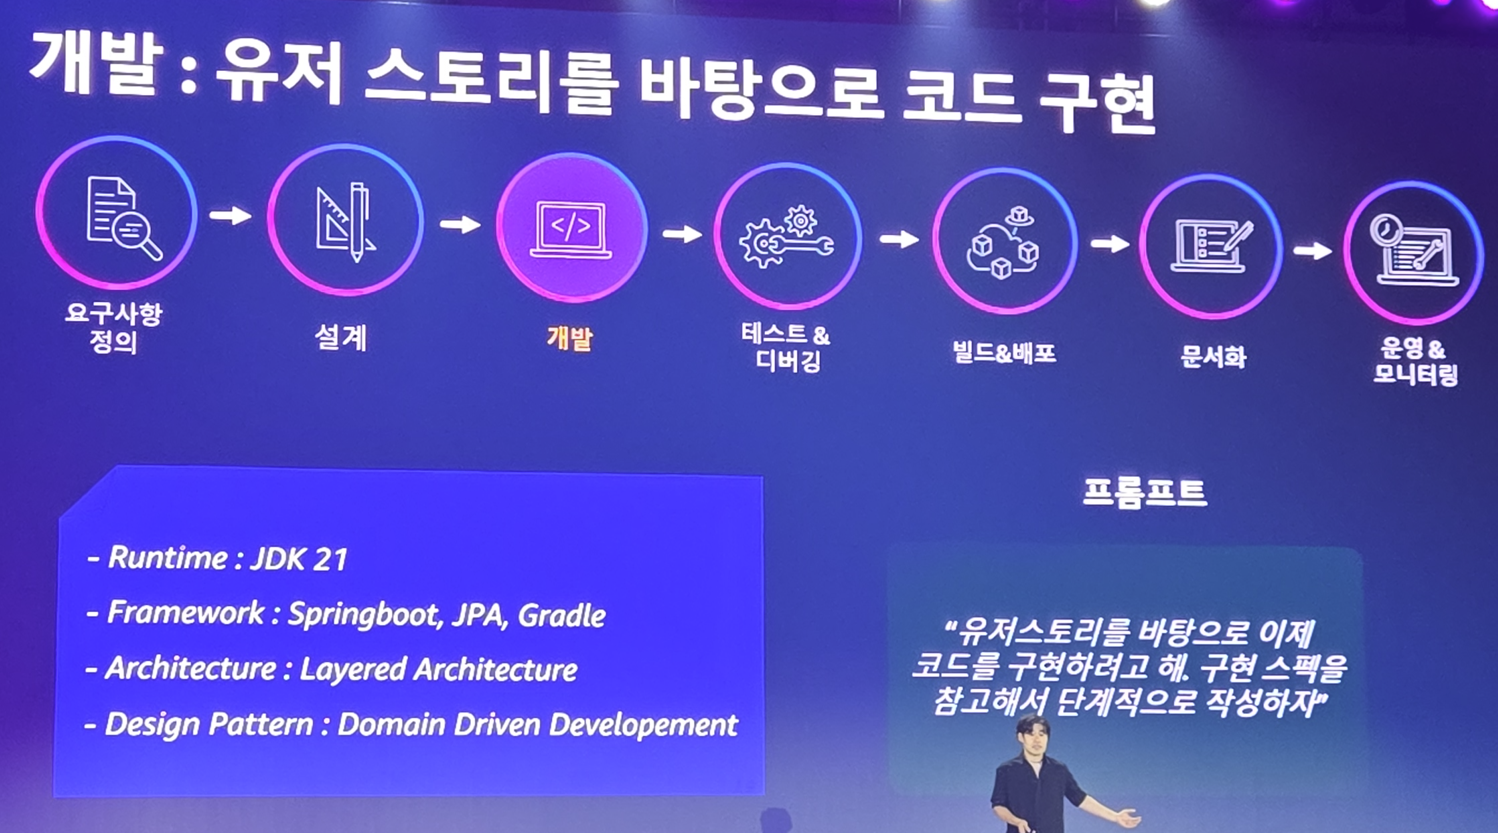 개발 : 유저 스토리를 바탕으로 코드 구현
요구사항
정의
설계
개발
테스트 &
디버깅
빌드&배포
문서화
운영 &
모니터링
- Runtime : JDK 21
- Framework : Springboot, JPA, Gradle
- Architecture : Layered Architecture
- Design Pattern : Domain Driven Developement
프롬프트
“유저스토리를 바탕으로 이제
코드를 구현하려고 해. 구현 스펙을
참고해서 단계적으로 작성하자”